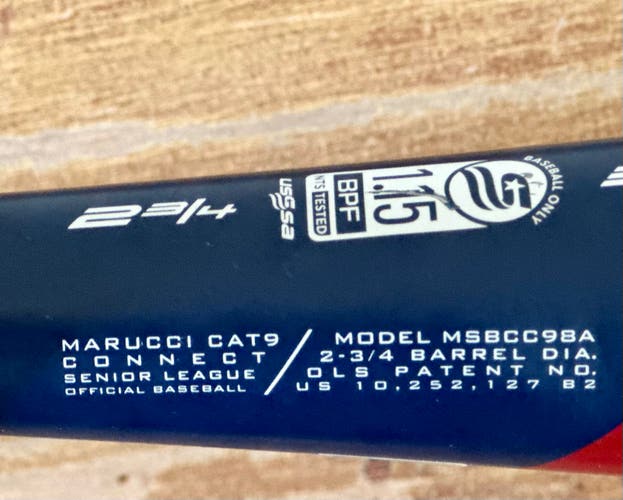 2 3/4
USSSA
NTS TESTED
BPF
1.15
BASEBALL ONLY
MARUCCI CAT9
CONNECT
SENIOR LEAGUE
OFFICIAL BASEBALL
MODEL MSBCC98A
2-3/4 BARREL DIA.
OLS PATENT NO.
US 10,252,127 B2